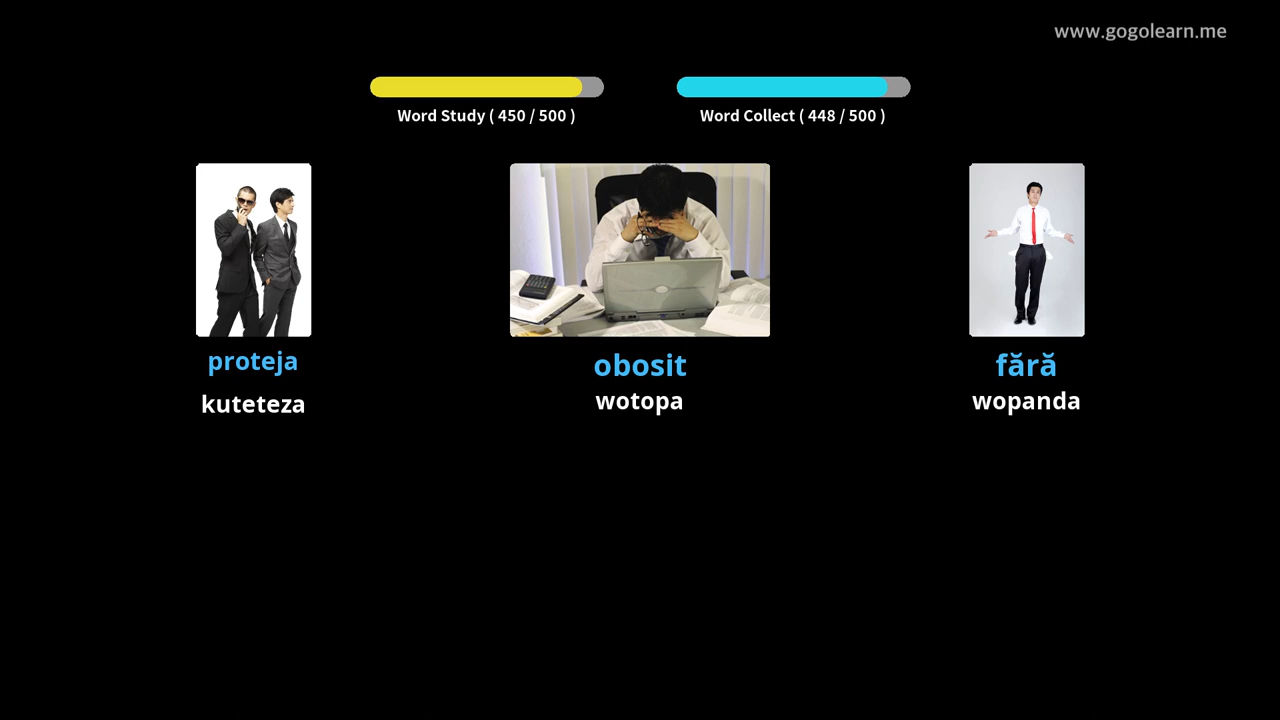 www.gogolearn.me
Word Study ( 450 / 500 )
Word Collect ( 448 / 500 )
proteja
kuteteza
obosit
wotopa
fără
wopanda